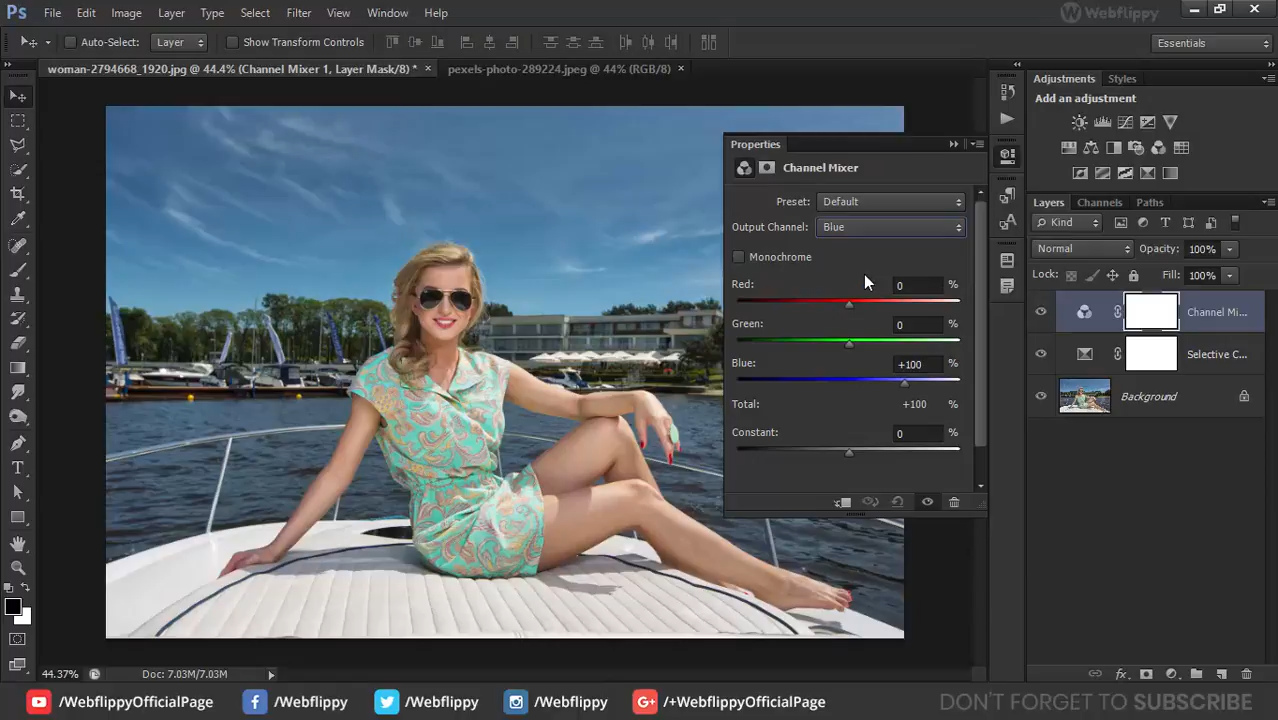 Ps File Edit Image Layer Type Select Filter View Window Help
Webflippy
Auto-Select: Layer Show Transform Controls Essentials
woman-2794668_1920.jpg @ 44.4% (Channel Mixer 1, Layer Mask/8) * × pexels-photo-289224.jpeg @ 44% (RGB/8) ×
Adjustments Styles
Add an adjustment
Properties
Channel Mixer
Preset: Default
Output Channel: Blue
Monochrome
Red: 0 %
Green: 0 %
Blue: +100 %
Total: +100 %
Constant: 0 %
Layers Channels Paths
Kind
Normal Opacity: 100%
Lock: Fill: 100%
Channel Mi...
Selective C...
Background
44.37% Doc: 7.03M/7.03M
/WebflippyOfficialPage /Webflippy /Webflippy /Webflippy /+WebflippyOfficialPage DON'T FORGET TO SUBSCRIBE